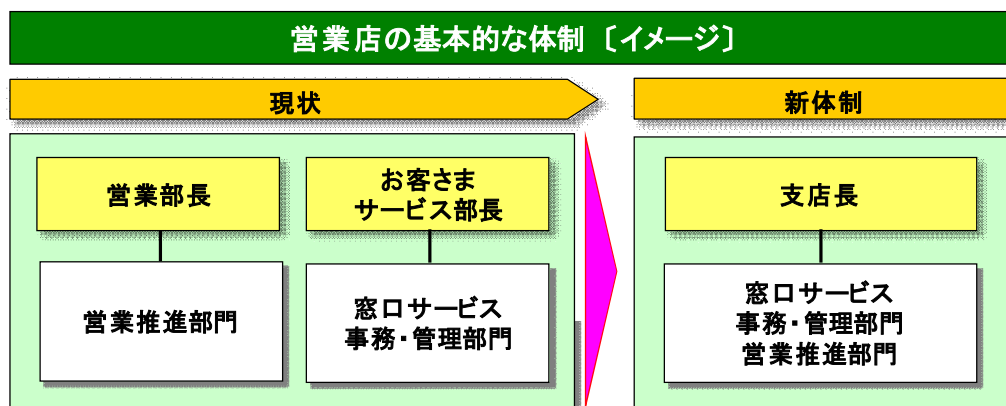 営業店の基本的な体制〔イメージ〕
現状
新体制
営業部長
お客さま
サービス部長
営業推進部門
窓口サービス
事務・管理部門
支店長
窓口サービス
事務・管理部門
営業推進部門